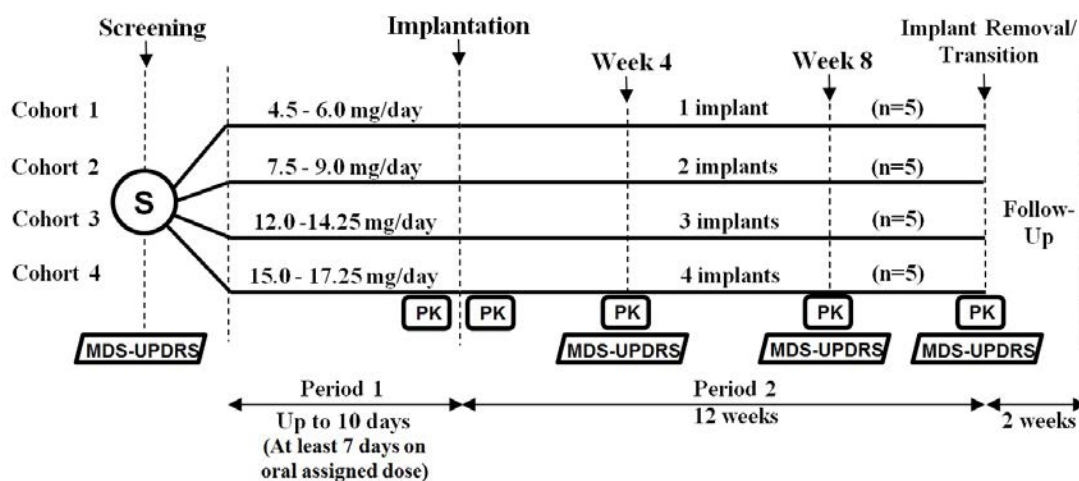 Screening
Implantation
Implant Removal/
Transition
Week 4
Week 8
Cohort 1
4.5 - 6.0 mg/day
1 implant
(n=5)
Cohort 2
7.5 - 9.0 mg/day
2 implants
(n=5)
S
Cohort 3
12.0 -14.25 mg/day
3 implants
(n=5)
Follow-
Up
Cohort 4
15.0 - 17.25 mg/day
4 implants
(n=5)
PK
PK
PK
PK
PK
MDS-UPDRS
MDS-UPDRS
MDS-UPDRS
MDS-UPDRS
Period 1
Up to 10 days
(At least 7 days on
oral assigned dose)
Period 2
12 weeks
2 weeks